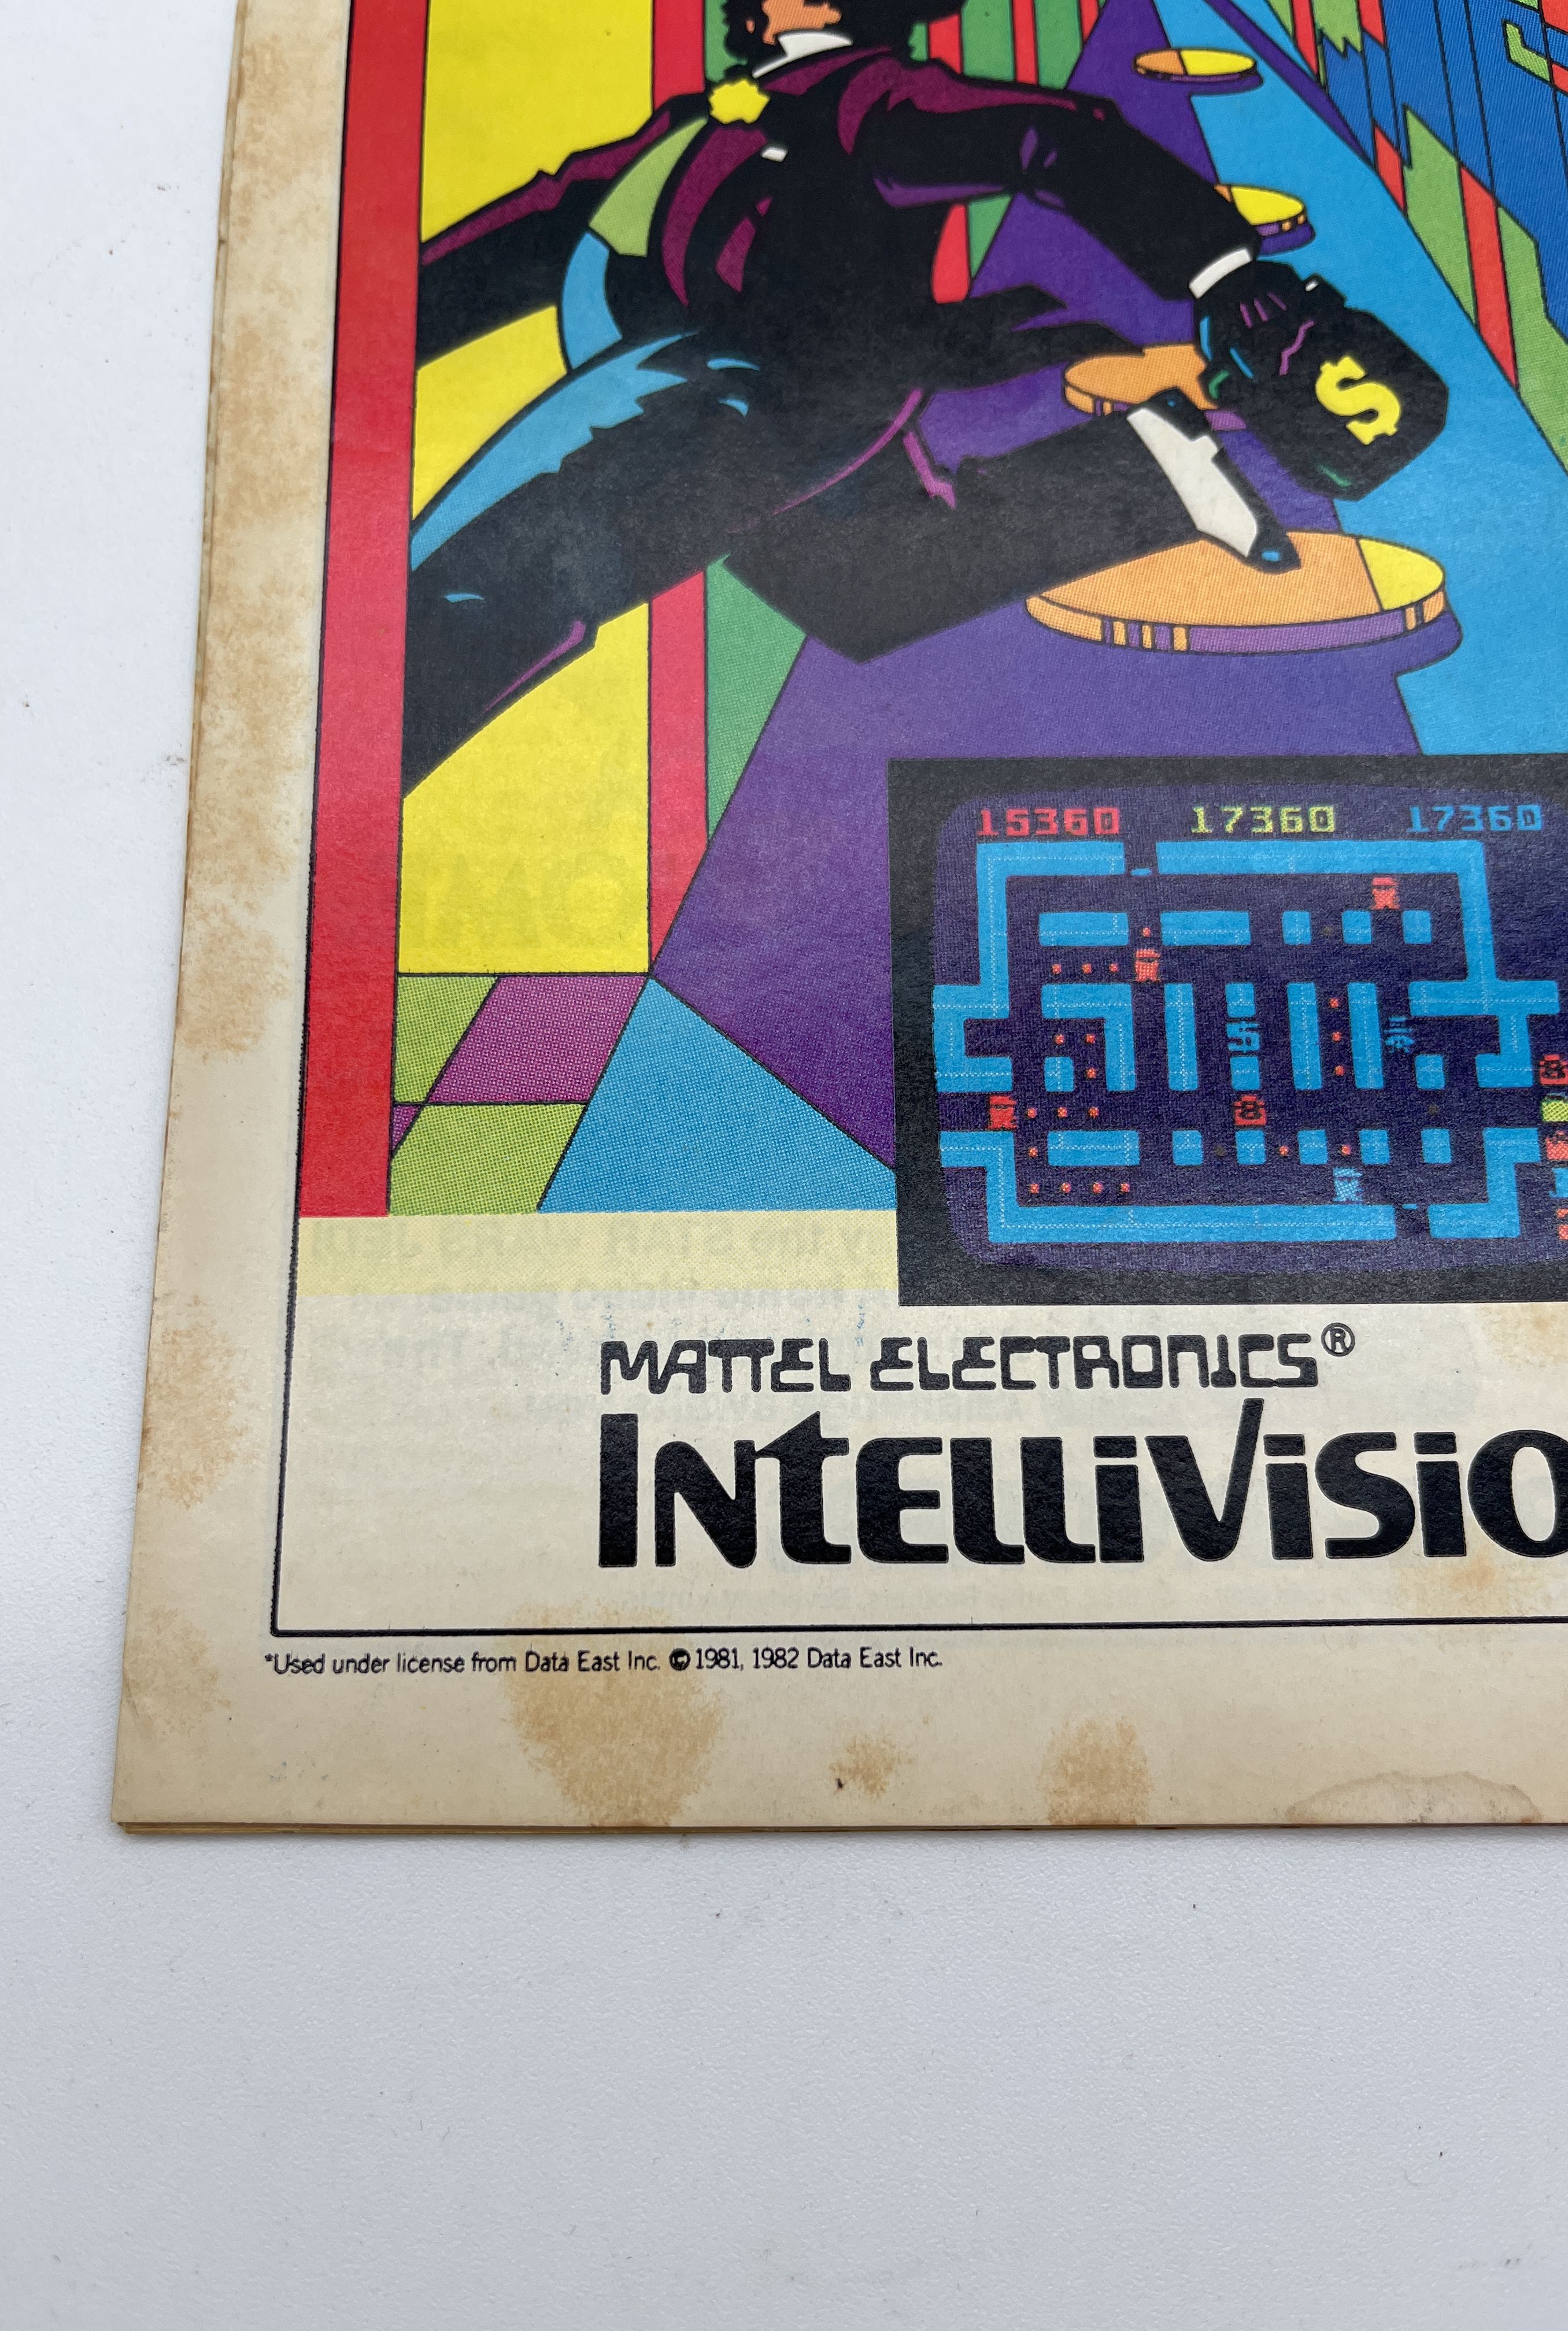 $
15360 17360 17360
MATTEL ELECTRONICS®
INTELLIVISIO
*Used under license from Data East Inc. © 1981, 1982 Data East Inc.